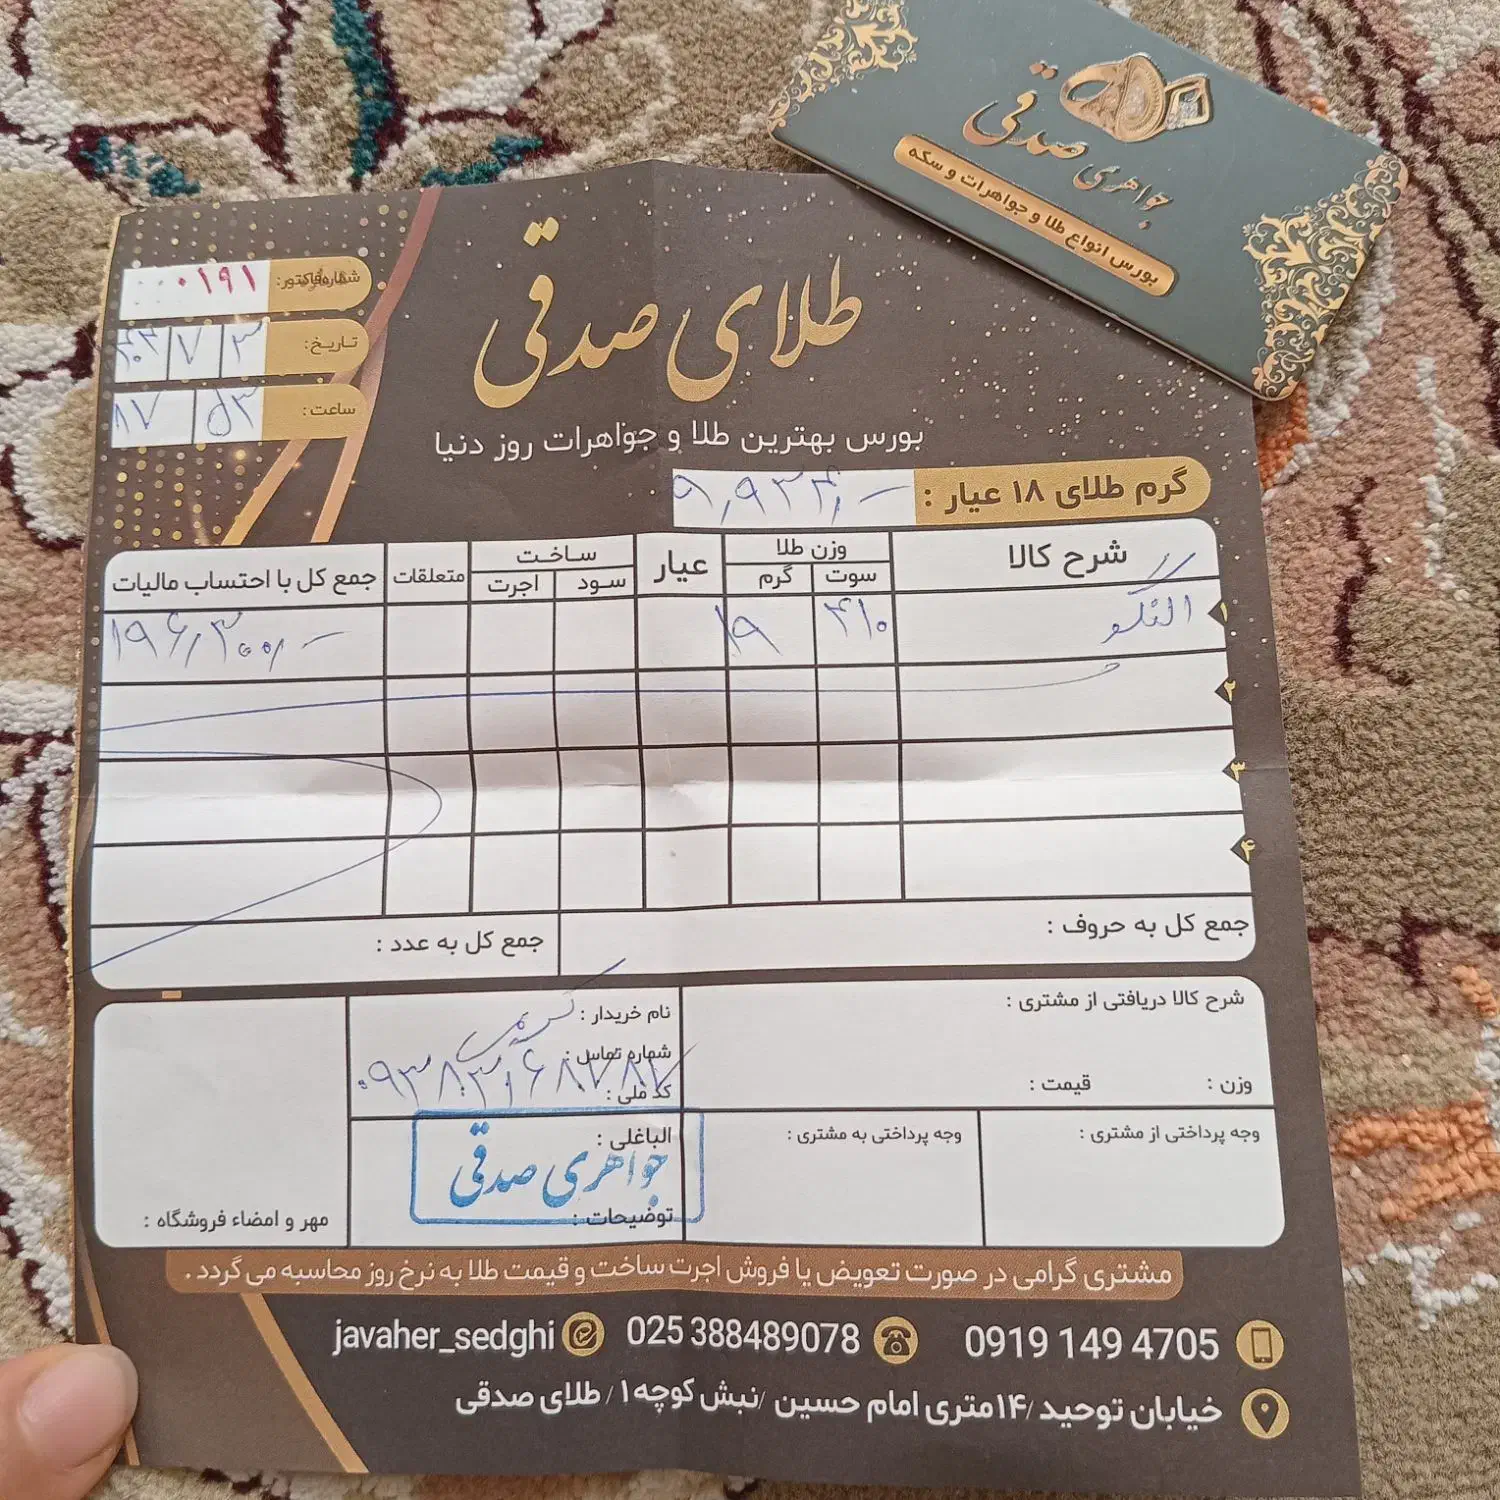 جواهری صدقی
بورس انواع طلا و جواهرات و سکه
طلای صدقی
بورس بهترین طلا و جواهرات روز دنیا
شماره فاکتور: ۰۱۹۱
تاریخ: ۳ / ۷ /
ساعت: ۱۷ ۵۳
گرم طلای ۱۸ عیار: ۹,۹۳۴,-
شرح کالا وزن طلا سوت گرم عیار ساخت سود اجرت متعلقات جمع کل با احتساب مالیات
۱ النگو ۴۱۰ ۱۹ ۱۹۶,۳۰۰,-
۲
۳
۴
جمع کل به حروف: جمع کل به عدد:
شرح کالا دریافتی از مشتری:
وزن: قیمت:
نام خریدار:
شماره تماس:
کد ملی:
۰۹۳۸۳۰۶۸۷۸۷
وجه پرداختی از مشتری: وجه پرداختی به مشتری:
الباغلی:
جواهری صدقی
توضیحات:
مهر و امضاء فروشگاه:
مشتری گرامی در صورت تعویض یا فروش اجرت ساخت و قیمت طلا به نرخ روز محاسبه می گردد.
0919 149 4705 025 388489078 javaher_sedghi
خیابان توحید /۱۴متری امام حسین /نبش کوچه۱/ طلای صدقی